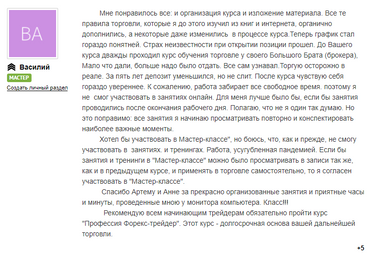 Мне понравилось все: и организация курса и изложение материала. Все те
правила торговли, которые я до этого изучил из книг и интернета, органично
дополнились, а некоторые даже изменились в процессе курса.Теперь график стал
гораздо понятней. Страх неизвестности при открытии позиции прошел. До Вашего
курса дважды проходил курс обучения торговле у своего Большого Брата (брокера).
Мало что дали, больше надо было отдать. Все сам узнавал.Торгую осторожно в
реале. За пять лет депозит уменьшился, но не слит. После курса чувствую себя
гораздо увереннее. К сожалению, работа забирает все свободное время. поэтому я
не смог участвовать в занятиях онлайн. Для меня лучше было бы, если бы занятия
проводились после окончания рабочего дня. Полагаю, что не я один так думаю. Но
это поправимо: все занятия я начинаю просматривать повторно и конспектировать
наиболее важные моменты.
Хотел бы участвовать в Мастер-классе", но боюсь, что, как и прежде, не смогу
участвовать в занятиях. и тренингах. Работа, усугубленная пандемией. Если бы
занятия и тренинги в "Мастер-классе" можно было просматривать в записи так же,
как и в предыдущем курсе, и применять в торговле самостоятельно, то я согласен
участвовать в "Мастер-классе".
Спасибо Артему и Анне за прекрасно организованные занятия и приятные часы
и минуты, проведенные мною у монитора компьютера. Класс!!!
Рекомендую всем начинающим трейдерам обязательно пройти курс
"Профессия Форекс-трейдер". Этот курс - долгосрочная основа вашей дальнейшей
торговли.
ВА
Василий
МАСТЕР
Создать личный раздел
+5